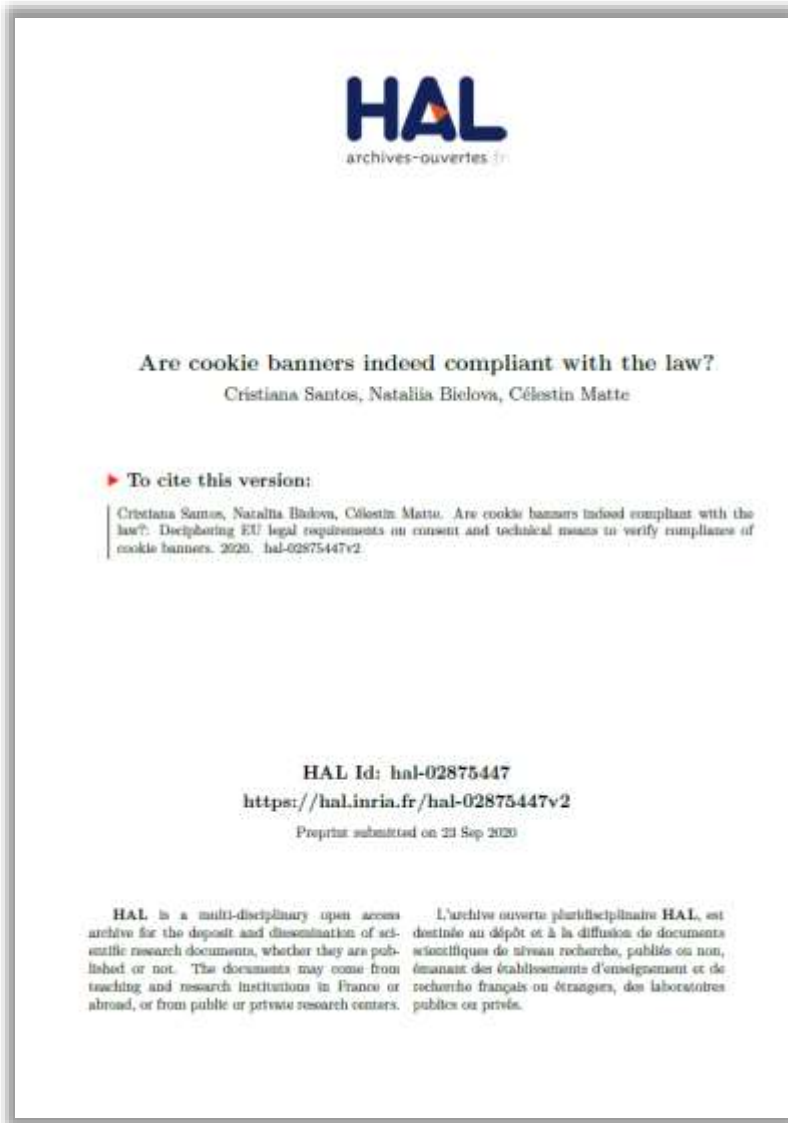 HAL
archives-ouvertes.fr
Are cookie banners indeed compliant with the law?
Cristiana Santos, Nataliia Bielova, Célestin Matte
To cite this version:
Cristiana Santos, Nataliia Bielova, Célestin Matte. Are cookie banners indeed compliant with the
law?: Deciphering EU legal requirements on consent and technical means to verify compliance of
cookie banners. 2020. hal-02875447v2
HAL Id: hal-02875447
https://hal.inria.fr/hal-02875447v2
Preprint submitted on 23 Sep 2020
HAL is a multi-disciplinary open access
archive for the deposit and dissemination of sci-
entific research documents, whether they are pub-
lished or not. The documents may come from
teaching and research institutions in France or
abroad, or from public or private research centers.
L'archive ouverte pluridisciplinaire HAL, est
destinée au dépôt et à la diffusion de documents
scientifiques de niveau recherche, publiés ou non,
émanant des établissements d'enseignement et de
recherche français ou étrangers, des laboratoires
publics ou privés.